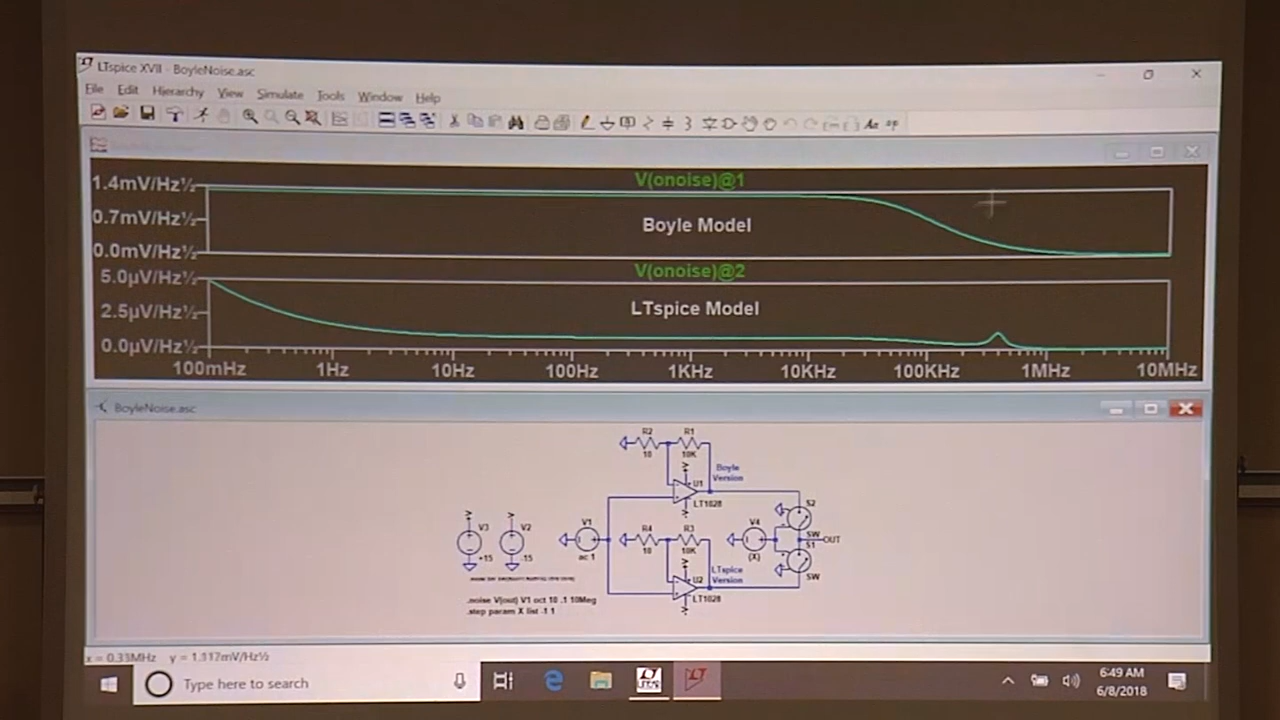 LTspice XVII - BoyleNoise.asc
File Edit Hierarchy View Simulate Tools Window Help
V(onoise)@1
1.4mV/Hz½
0.7mV/Hz½
0.0mV/Hz½
Boyle Model
V(onoise)@2
5.0µV/Hz½
2.5µV/Hz½
0.0µV/Hz½
LTspice Model
100mHz 1Hz 10Hz 100Hz 1KHz 10KHz 100KHz 1MHz 10MHz
BoyleNoise.asc
R2 R1
10 10K
Boyle
Version
U1
LT1028
S2
V3 V2 V1 R4 R3 V4
+15 -15 ac 1 10 10K (X)
SW
OUT
S1
LTspice
Version
SW
U2
LT1028
.noise V(out) V1 oct 10 .1 10Meg
.step param X list -1 1
x = 0.33MHz y = 1.117mV/Hz½
Type here to search
6:49 AM
6/8/2018